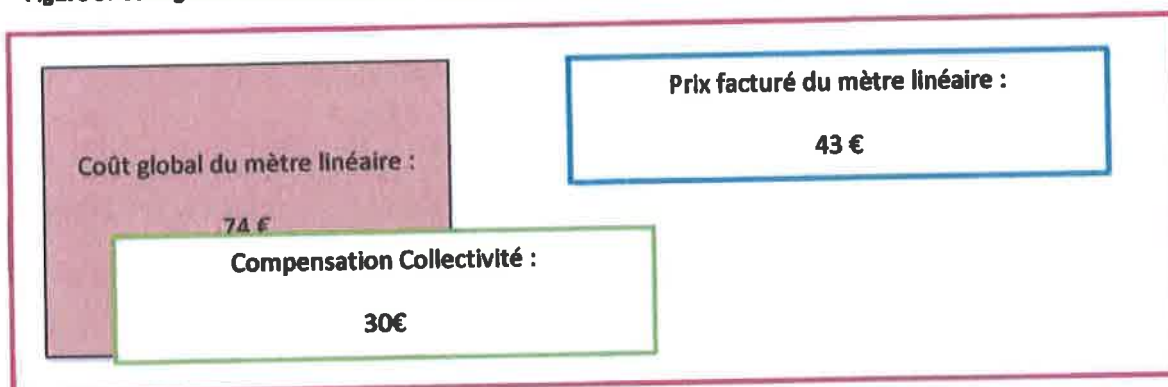 Coût global du mètre linéaire :
74 €
Prix facturé du mètre linéaire :
43 €
Compensation Collectivité :
30€